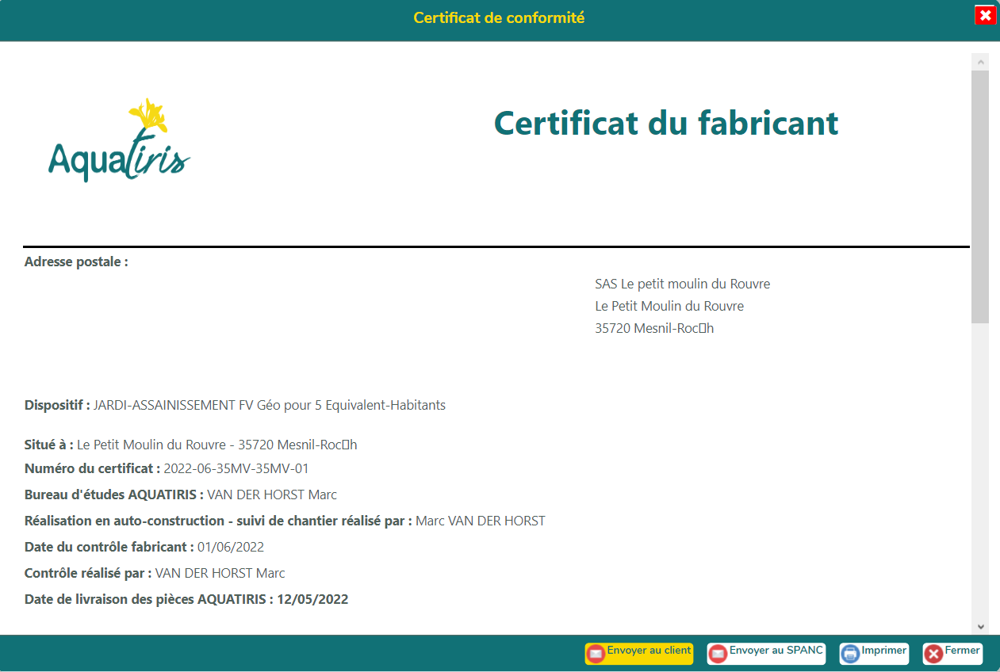 Certificat de conformité
Aquatiris
Certificat du fabricant
Adresse postale :
SAS Le petit moulin du Rouvre
Le Petit Moulin du Rouvre
35720 Mesnil-Roc▯h
Dispositif : JARDI-ASSAINISSEMENT FV Géo pour 5 Equivalent-Habitants
Situé à : Le Petit Moulin du Rouvre - 35720 Mesnil-Roc▯h
Numéro du certificat : 2022-06-35MV-35MV-01
Bureau d'études AQUATIRIS : VAN DER HORST Marc
Réalisation en auto-construction - suivi de chantier réalisé par : Marc VAN DER HORST
Date du contrôle fabricant : 01/06/2022
Contrôle réalisé par : VAN DER HORST Marc
Date de livraison des pièces AQUATIRIS : 12/05/2022
Envoyer au client Envoyer au SPANC Imprimer Fermer